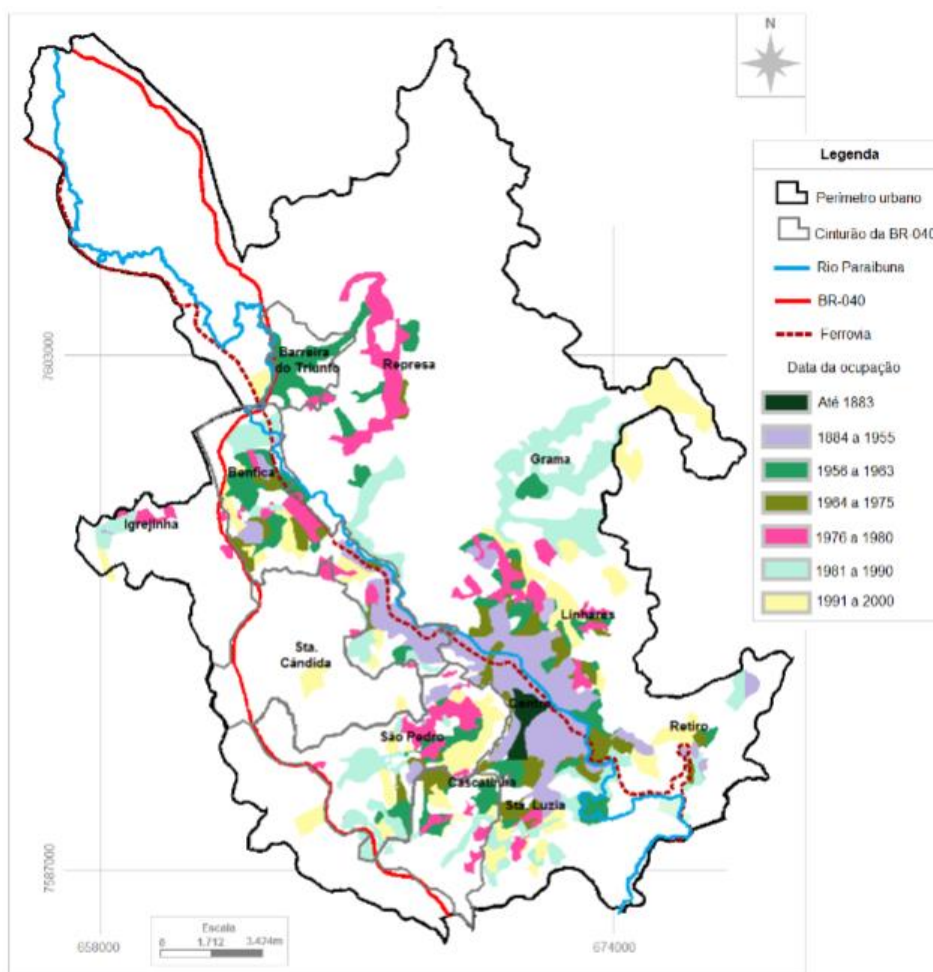 N
Legenda
Perímetro urbano
Cinturão da BR-040
Rio Paraibuna
BR-040
Ferrovia
Data da ocupação
Até 1883
1884 a 1955
1956 a 1963
1964 a 1975
1976 a 1980
1981 a 1990
1991 a 2000
7603000
Barreira
do Triunfo
Represa
Grama
Benfica
Igrejinha
Linhares
Sta.
Cândida
Centro
São Pedro
Retiro
Cascatinha
Sta. Luzia
7587000
Escala
0 1.712 3.424m
658000
674000